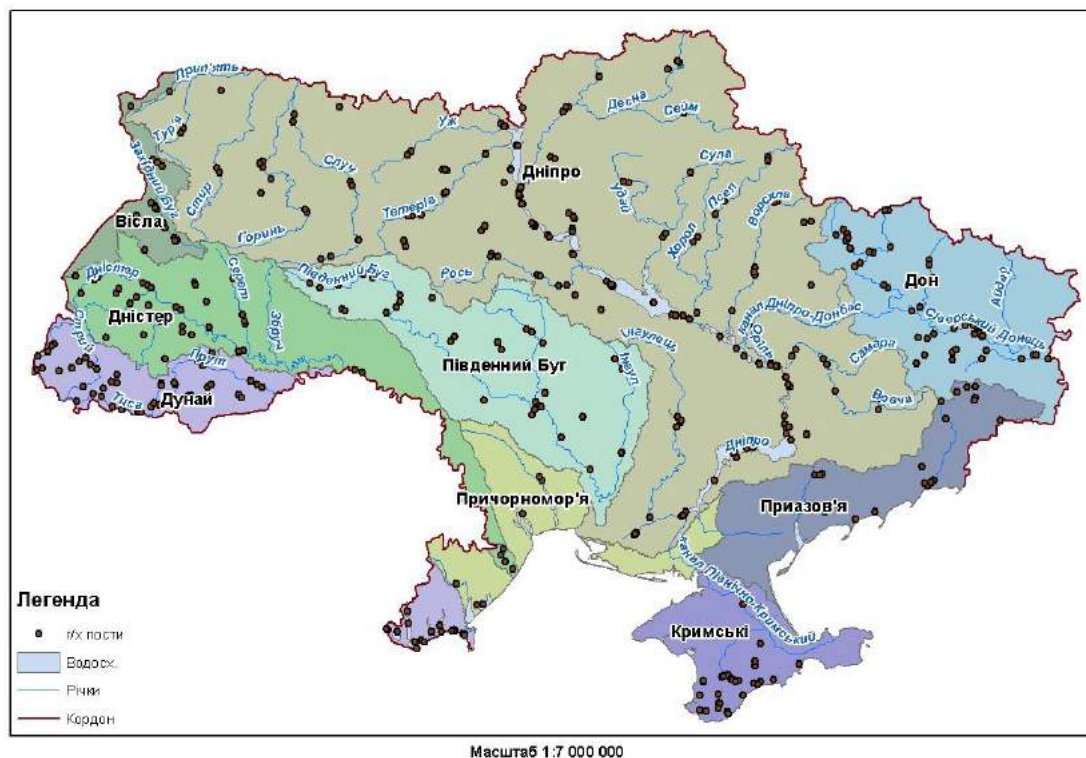 Прип'ять
Десна
Сейм
Тур'я
Уж
Західний Буг
Случ
Сула
Стир
Дніпро
Удай
Псел
Ворскла
Тетерів
Вісла
Горинь
Хорол
Дністер
Серет
Південний Буг
Рось
Дон
Айдар
канал Дніпро-Донбас
Сіверський Донець
Оріль
Дністер
Стрий
Збруч
Інгулець
Самара
Прут
Південний Буг
Інгул
Тиса
Дунай
Вовча
Дніпро
Причорномор'я
Приазов'я
канал Північно-Кримський
Кримські
Легенда
г/х пости
Водосх.
Річки
Кордон
Масштаб 1:7 000 000